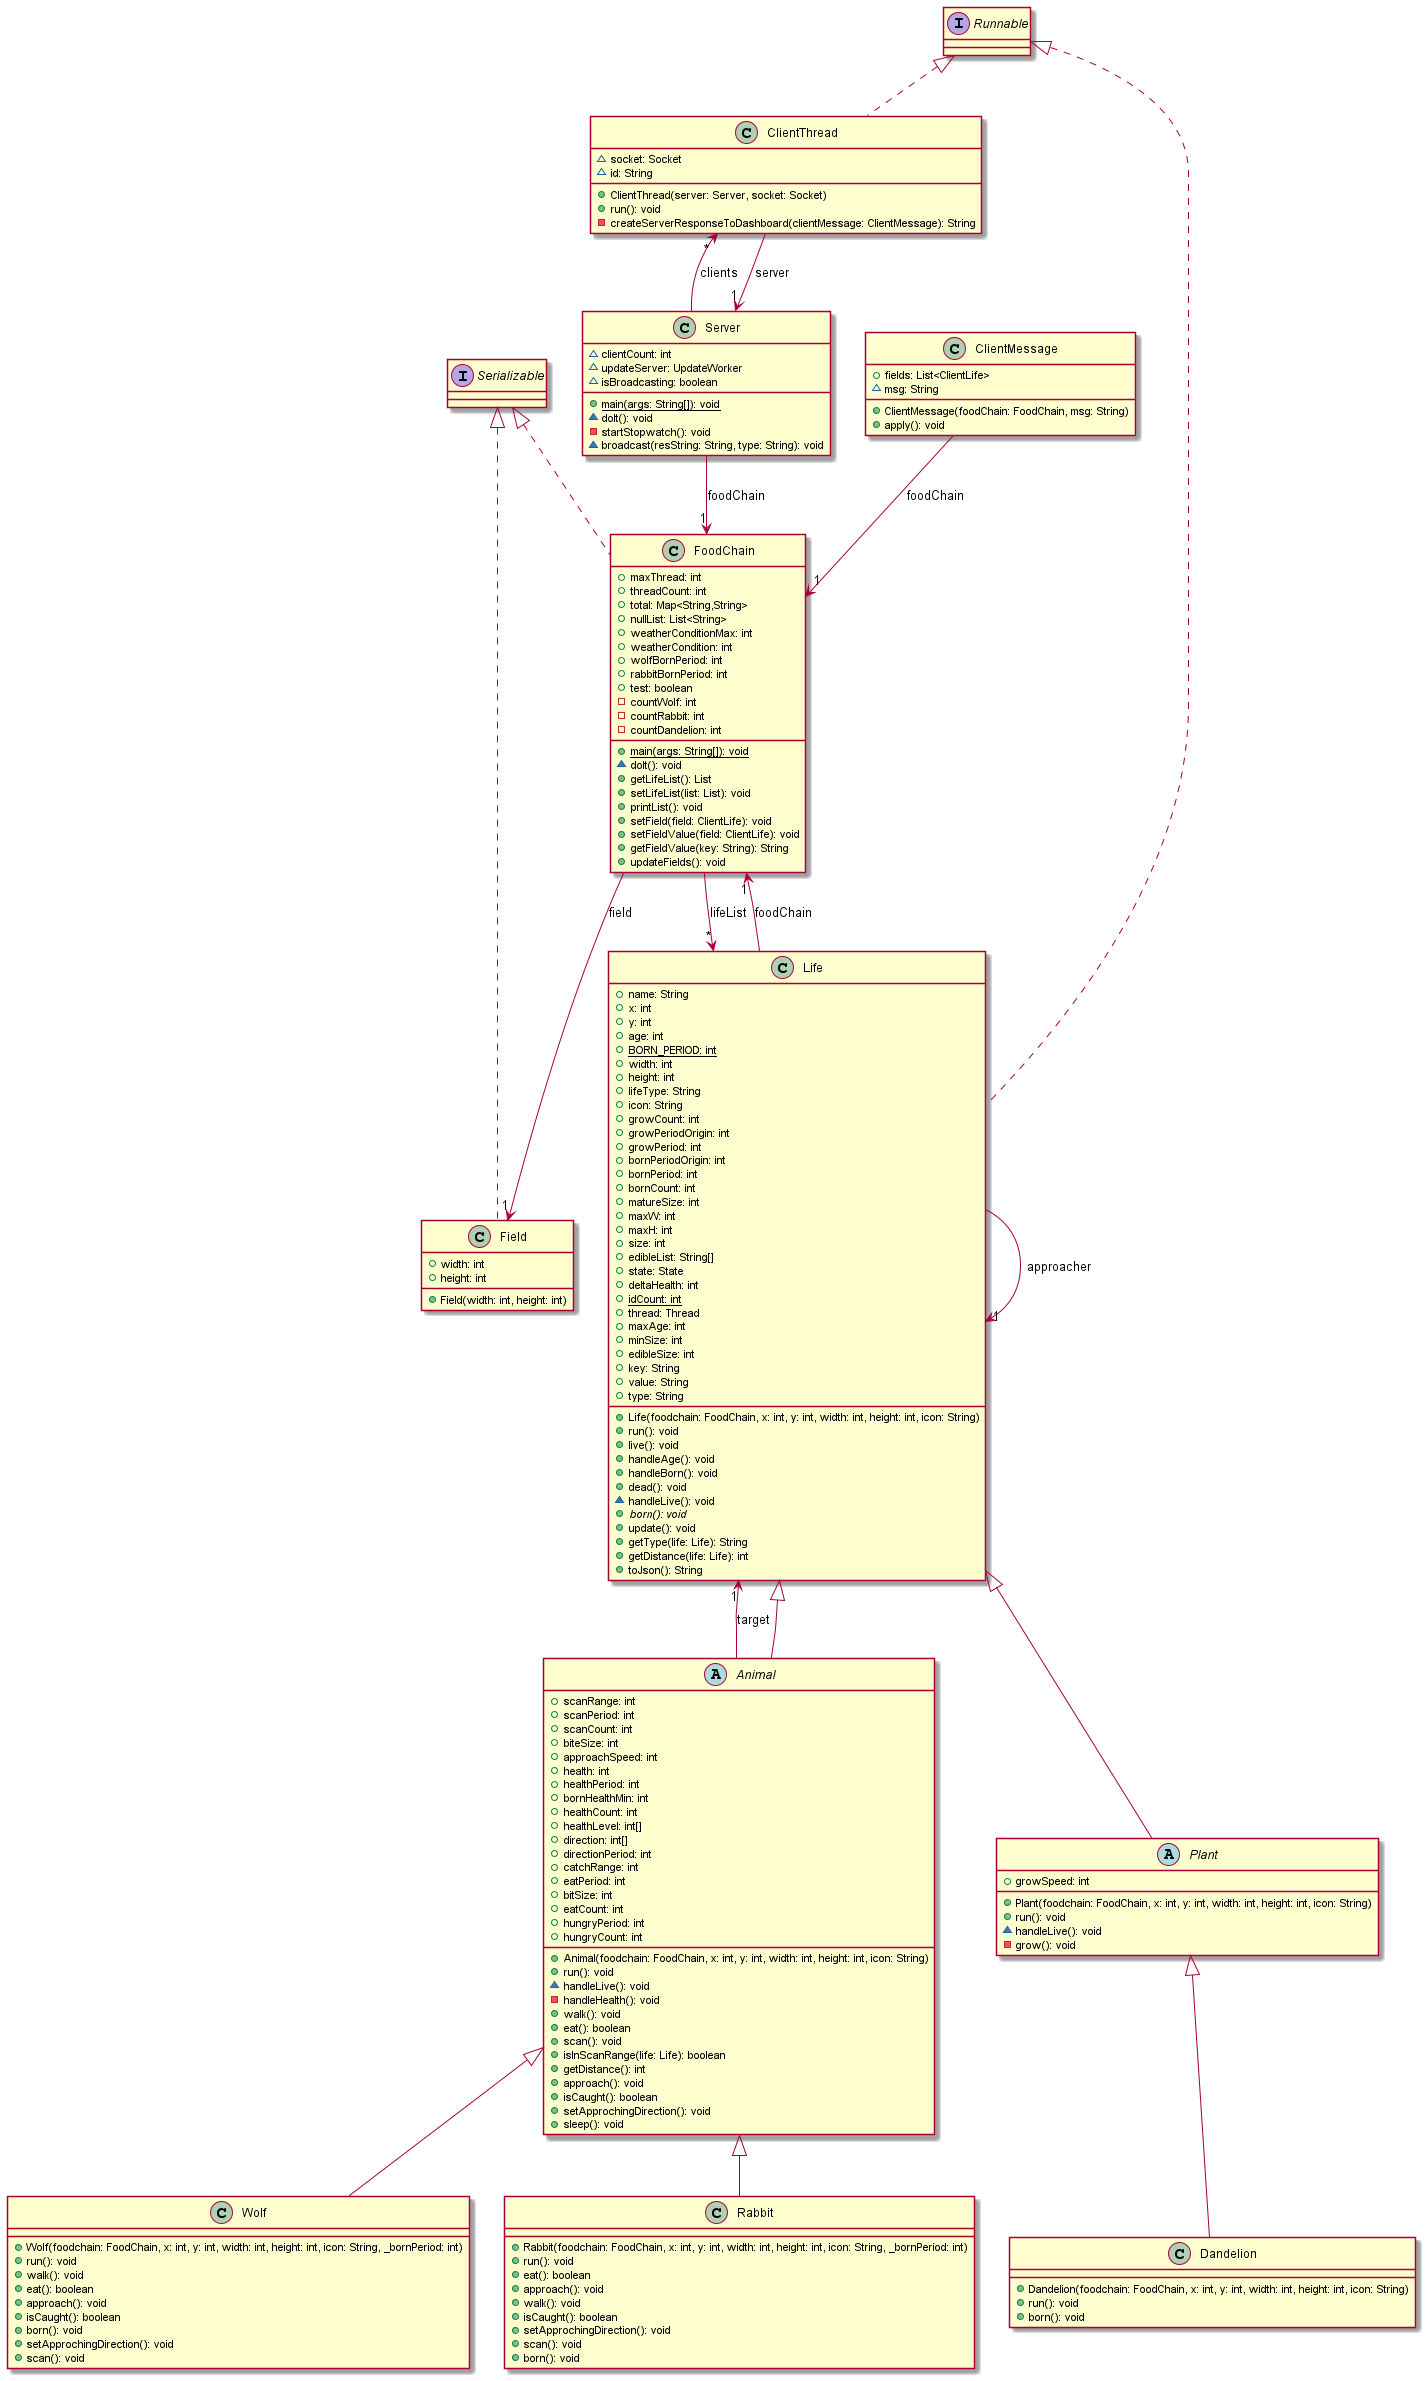 I Runnable
C ClientThread
socket: Socket
id: String
ClientThread(server: Server, socket: Socket)
run(): void
createServerResponseToDashboard(clientMessage: ClientMessage): String
*
clients
server
1
C Server
clientCount: int
updateServer: UpdateWorker
isBroadcasting: boolean
main(args: String[]): void
doIt(): void
startStopwatch(): void
broadcast(resString: String, type: String): void
C ClientMessage
fields: List<ClientLife>
msg: String
ClientMessage(foodChain: FoodChain, msg: String)
apply(): void
I Serializable
foodChain
1
foodChain
1
C FoodChain
maxThread: int
threadCount: int
total: Map<String,String>
nullList: List<String>
weatherConditionMax: int
weatherCondition: int
wolfBornPeriod: int
rabbitBornPeriod: int
test: boolean
countWolf: int
countRabbit: int
countDandelion: int
main(args: String[]): void
doIt(): void
getLifeList(): List
setLifeList(list: List): void
printList(): void
setField(field: ClientLife): void
setFieldValue(field: ClientLife): void
getFieldValue(key: String): String
updateFields(): void
field
1
lifeList
*
1
foodChain
C Field
width: int
height: int
Field(width: int, height: int)
C Life
name: String
x: int
y: int
age: int
BORN_PERIOD: int
width: int
height: int
lifeType: String
icon: String
growCount: int
growPeriodOrigin: int
growPeriod: int
bornPeriodOrigin: int
bornPeriod: int
bornCount: int
matureSize: int
maxW: int
maxH: int
size: int
edibleList: String[]
state: State
deltaHealth: int
idCount: int
thread: Thread
maxAge: int
minSize: int
edibleSize: int
key: String
value: String
type: String
Life(foodchain: FoodChain, x: int, y: int, width: int, height: int, icon: String)
run(): void
live(): void
handleAge(): void
handleBorn(): void
dead(): void
handleLive(): void
born(): void
update(): void
getType(life: Life): String
getDistance(life: Life): int
toJson(): String
approacher
1
1
target
A Animal
scanRange: int
scanPeriod: int
scanCount: int
biteSize: int
approachSpeed: int
health: int
healthPeriod: int
bornHealthMin: int
healthCount: int
healthLevel: int[]
direction: int[]
directionPeriod: int
catchRange: int
eatPeriod: int
bitSize: int
eatCount: int
hungryPeriod: int
hungryCount: int
Animal(foodchain: FoodChain, x: int, y: int, width: int, height: int, icon: String)
run(): void
handleLive(): void
handleHealth(): void
walk(): void
eat(): boolean
scan(): void
isInScanRange(life: Life): boolean
getDistance(): int
approach(): void
isCaught(): boolean
setApprochingDirection(): void
sleep(): void
A Plant
growSpeed: int
Plant(foodchain: FoodChain, x: int, y: int, width: int, height: int, icon: String)
run(): void
handleLive(): void
grow(): void
C Wolf
Wolf(foodchain: FoodChain, x: int, y: int, width: int, height: int, icon: String, _bornPeriod: int)
run(): void
walk(): void
eat(): boolean
approach(): void
isCaught(): boolean
born(): void
setApprochingDirection(): void
scan(): void
C Rabbit
Rabbit(foodchain: FoodChain, x: int, y: int, width: int, height: int, icon: String, _bornPeriod: int)
run(): void
eat(): boolean
approach(): void
walk(): void
isCaught(): boolean
setApprochingDirection(): void
scan(): void
born(): void
C Dandelion
Dandelion(foodchain: FoodChain, x: int, y: int, width: int, height: int, icon: String)
run(): void
born(): void